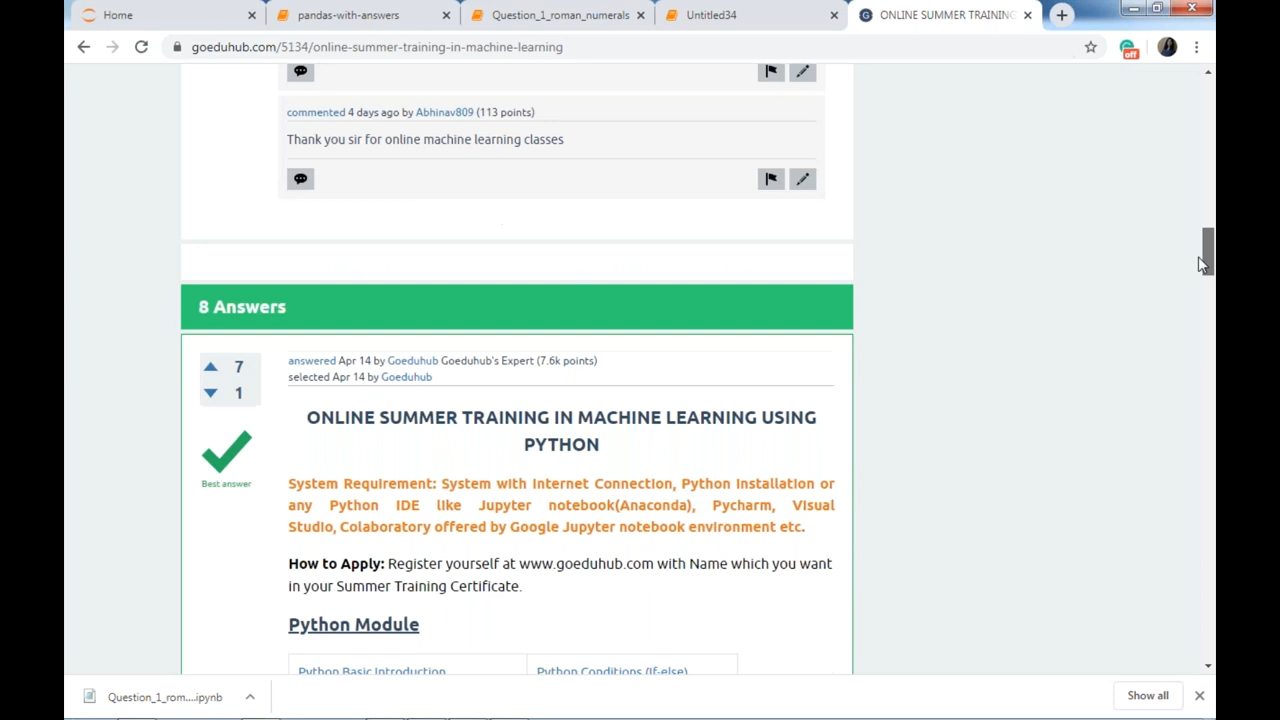 Home
pandas-with-answers
Question_1_roman_numerals
Untitled34
ONLINE SUMMER TRAINING
goeduhub.com/5134/online-summer-training-in-machine-learning
off
commented 4 days ago by Abhinav809 (113 points)
Thank you sir for online machine learning classes
8 Answers
7
1
Best answer
answered Apr 14 by Goeduhub Goeduhub's Expert (7.6k points)
selected Apr 14 by Goeduhub
ONLINE SUMMER TRAINING IN MACHINE LEARNING USING
PYTHON
System Requirement: System with Internet Connection, Python Installation or
any Python IDE like Jupyter notebook(Anaconda), Pycharm, Visual
Studio, Colaboratory offered by Google Jupyter notebook environment etc.
How to Apply: Register yourself at www.goeduhub.com with Name which you want
in your Summer Training Certificate.
Python Module
Python Basic Introduction
Python Conditions (If-else)
Question_1_rom....ipynb
Show all